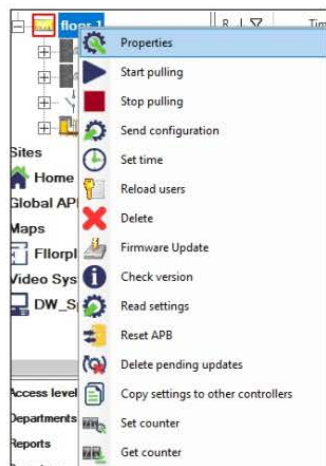 floor 1
R
Tim
Properties
Start pulling
Stop pulling
Send configuration
Set time
Reload users
Delete
Firmware Update
Check version
Read settings
Reset APB
Delete pending updates
Copy settings to other controllers
Set counter
Get counter
Sites
Home
Global AP
Maps
Fllorpl
Video Sys
DW_S
Access level
Departments
Reports